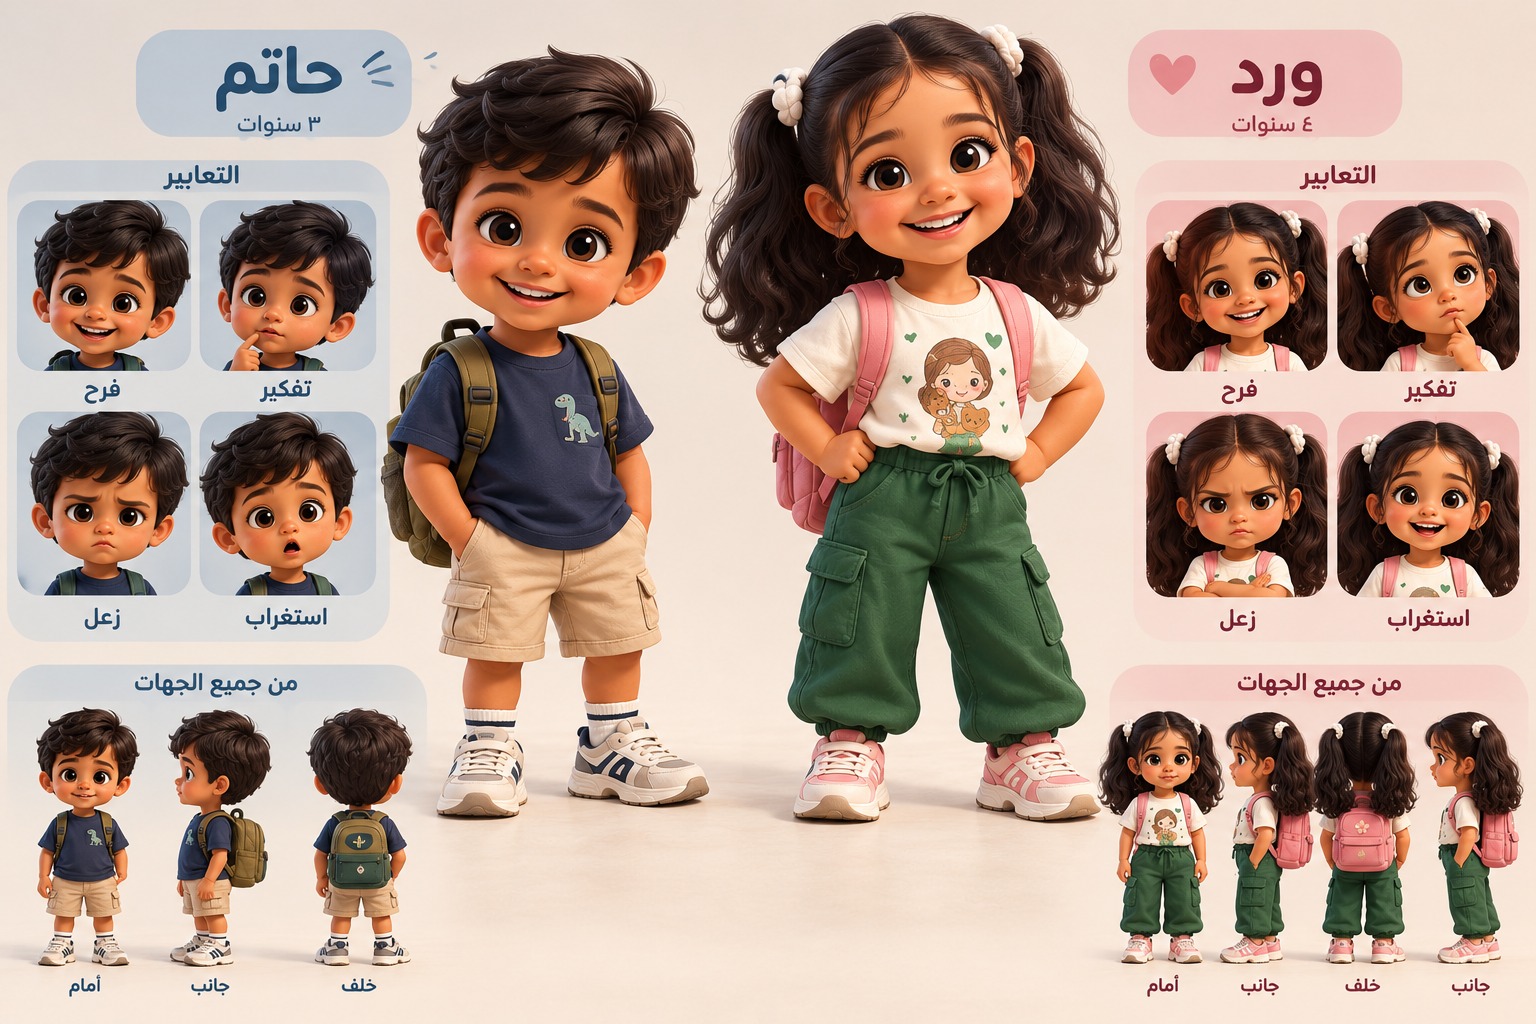 حاتم
٣ سنوات
التعابير
فرح
تفكير
زعل
استغراب
من جميع الجهات
أمام
جانب
خلف
ورد
٤ سنوات
التعابير
فرح
تفكير
زعل
استغراب
من جميع الجهات
أمام
جانب
خلف
جانب